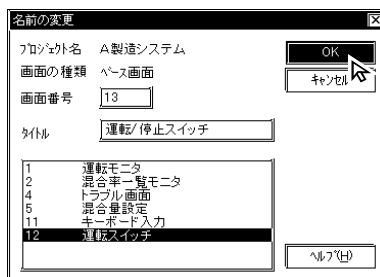 名前の変更
ﾌﾟﾛｼﾞｪｸﾄ名 A製造システム
OK
画面の種類 ﾍﾞｰｽ画面
ｷｬﾝｾﾙ
画面番号 13
ﾀｲﾄﾙ 運転/停止スイッチ
1 運転モニタ
2 混合率一覧モニタ
4 トラブル画面
5 混合量設定
11 キーボード入力
12 運転スイッチ
ﾍﾙﾌﾟ(H)